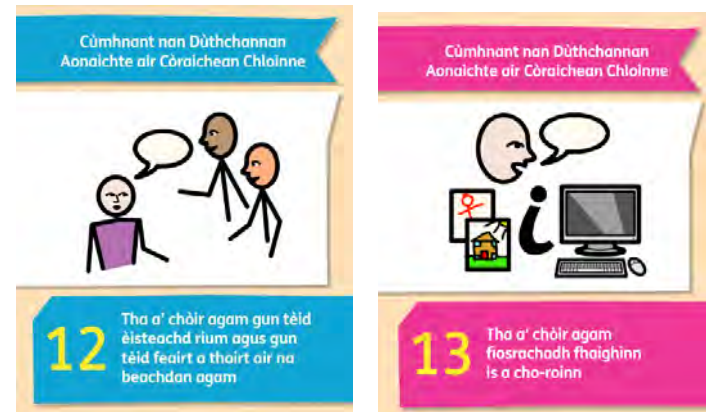 Cùmhnant nan Dùthchannan
Aonaichte air Còraichean Chloinne
12
Tha a' chòir agam gun tèid
èisteachd rium agus gun
tèid feairt a thoirt air na
beachdan agam
Cùmhnant nan Dùthchannan
Aonaichte air Còraichean Chloinne
i
13
Tha a' chòir agam
fiosrachadh fhaighinn
is a cho-roinn